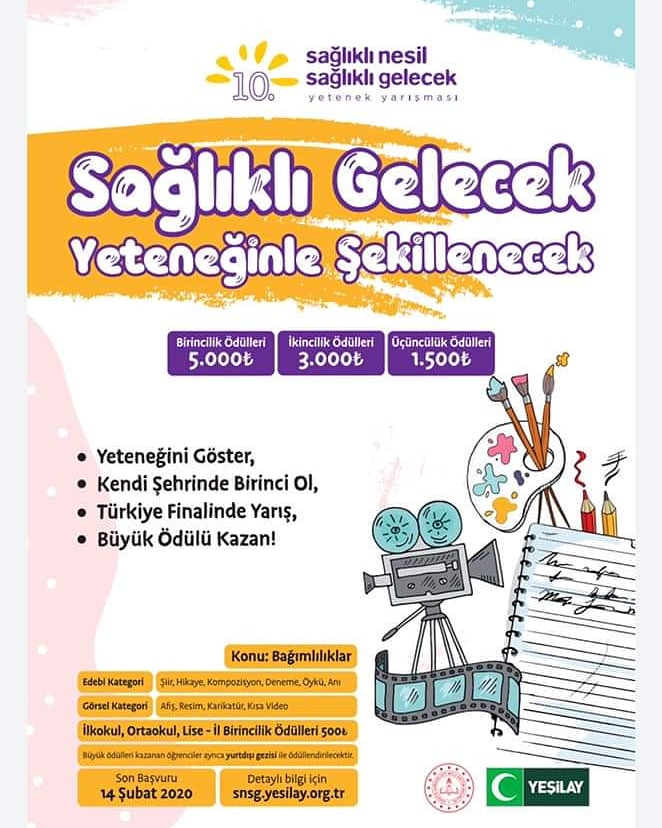 10.
sağlıklı nesil
sağlıklı gelecek
yetenek yarışması
Sağlıklı Gelecek
Yeteneğinle Şekillenecek
Birincilik Ödülleri
5.000₺
İkincilik Ödülleri
3.000₺
Üçüncülük Ödülleri
1.500₺
• Yeteneğini Göster,
• Kendi Şehrinde Birinci Ol,
• Türkiye Finalinde Yarış,
• Büyük Ödülü Kazan!
Konu: Bağımlılıklar
Edebi Kategori
Şiir, Hikaye, Kompozisyon, Deneme, Öykü, Anı
Görsel Kategori
Afiş, Resim, Karikatür, Kısa Video
İlkokul, Ortaokul, Lise - İl Birincilik Ödülleri 500₺
Büyük ödülleri kazanan öğrenciler ayrıca yurtdışı gezisi ile ödüllendirilecektir.
Son Başvuru
14 Şubat 2020
Detaylı bilgi için
snsg.yesilay.org.tr
YEŞİLAY